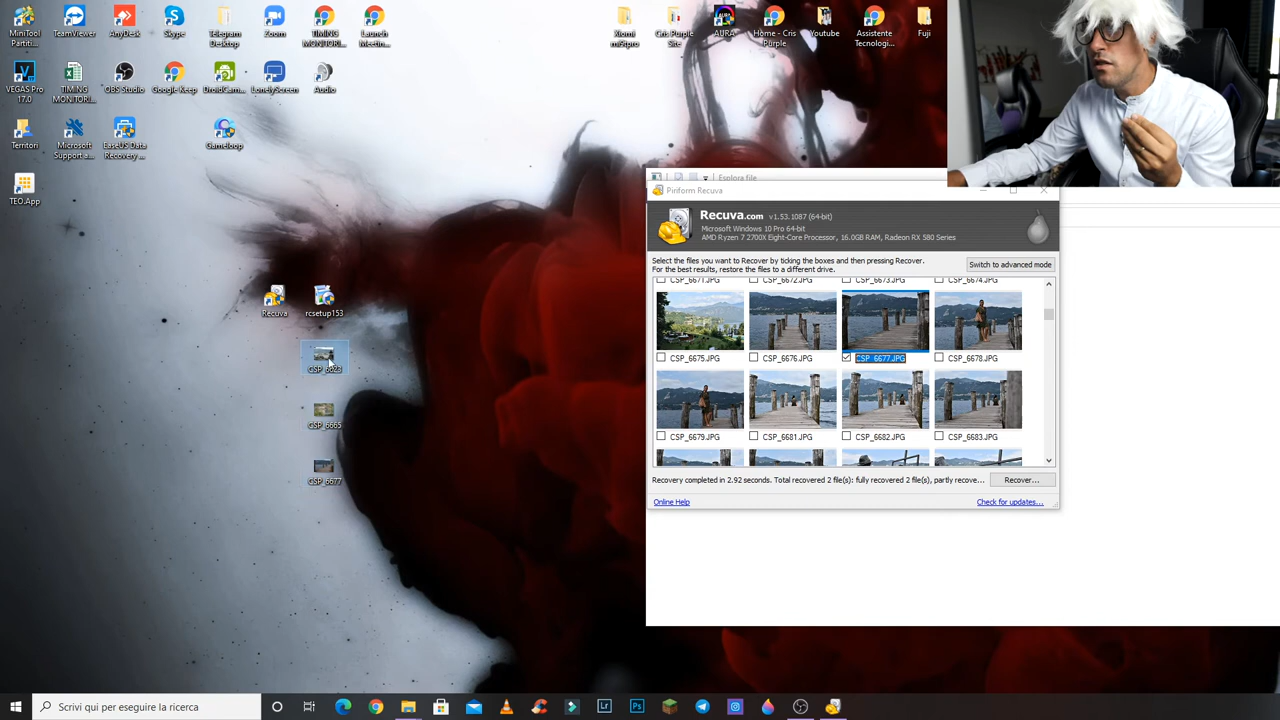 MiniTool
Partiti...
TeamViewer
AnyDesk
Skype
Telegram
Desktop
Zoom
TIMING
MONITORI...
Launch
Meetin...
Xiomi
mi5tpro
Cris Purple
Site
AURA
Home - Cris
Purple
Youtube
Assistente
Tecnologi...
Fuji
VEGAS Pro
17.0
TIMING
MONITORI...
OBS Studio
Google Keep
DroidCam...
LonelyScreen
Audio
Territori
Microsoft
Support a...
EaseUS Data
Recovery ...
Gameloop
TEO.App
Recuva
rcsetup153
CSP_6623
CSP_6665
CSP_6677
Esplora file
Piriform Recuva
Recuva.com v1.53.1087 (64-bit)
Microsoft Windows 10 Pro 64-bit
AMD Ryzen 7 2700X Eight-Core Processor, 16.0GB RAM, Radeon RX 580 Series
Select the files you want to Recover by ticking the boxes and then pressing Recover.
For the best results, restore the files to a different drive.
Switch to advanced mode
CSP_6671.JPG
CSP_6672.JPG
CSP_6673.JPG
CSP_6674.JPG
CSP_6675.JPG
CSP_6676.JPG
CSP_6677.JPG
CSP_6678.JPG
CSP_6679.JPG
CSP_6681.JPG
CSP_6682.JPG
CSP_6683.JPG
Recovery completed in 2.92 seconds. Total recovered 2 file(s): fully recovered 2 file(s), partly recove...
Recover...
Online Help
Check for updates...
Scrivi qui per eseguire la ricerca
Lr
Ps